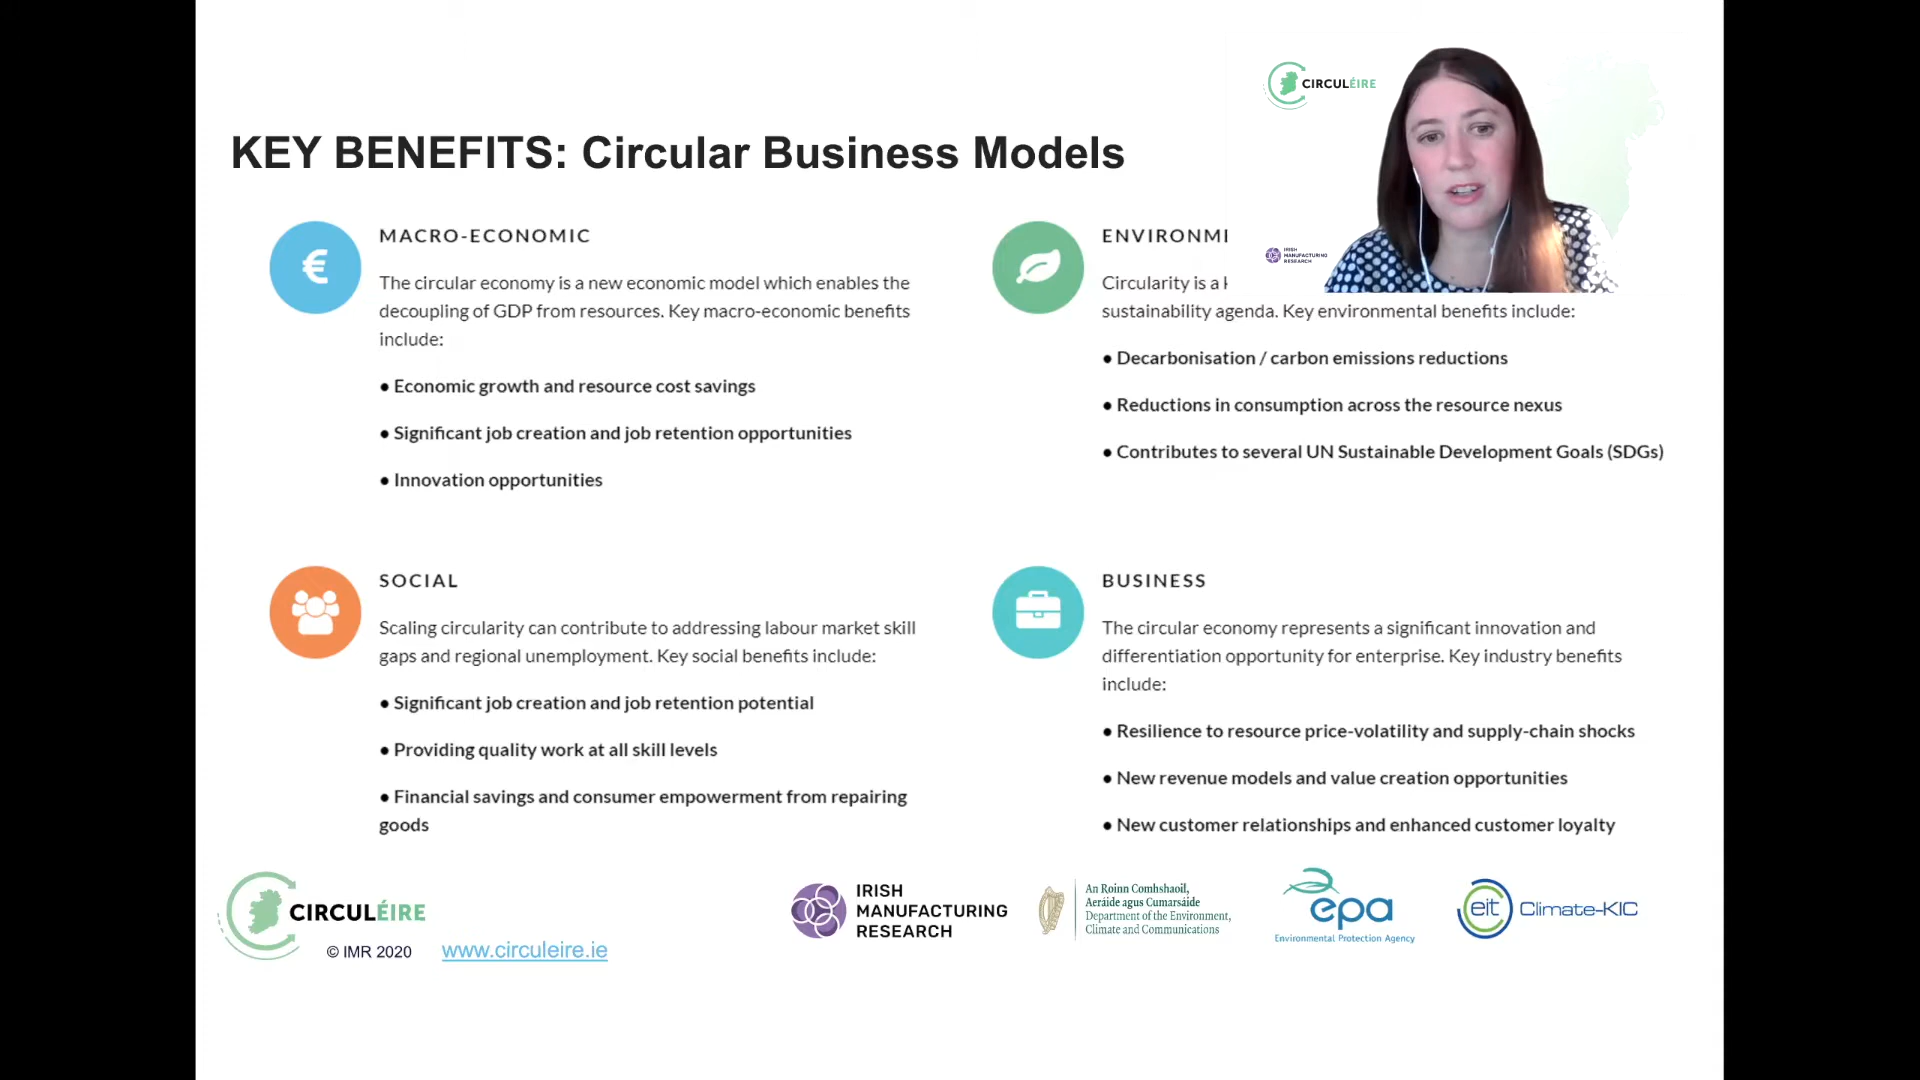 CIRCULÉIRE
KEY BENEFITS: Circular Business Models
€
MACRO-ECONOMIC
The circular economy is a new economic model which enables the
decoupling of GDP from resources. Key macro-economic benefits
include:
● Economic growth and resource cost savings
● Significant job creation and job retention opportunities
● Innovation opportunities
IRISH
MANUFACTURING
RESEARCH
Circularity is a
sustainability agenda. Key environmental benefits include:
● Decarbonisation / carbon emissions reductions
● Reductions in consumption across the resource nexus
● Contributes to several UN Sustainable Development Goals (SDGs)
SOCIAL
Scaling circularity can contribute to addressing labour market skill
gaps and regional unemployment. Key social benefits include:
● Significant job creation and job retention potential
● Providing quality work at all skill levels
● Financial savings and consumer empowerment from repairing
goods
BUSINESS
The circular economy represents a significant innovation and
differentiation opportunity for enterprise. Key industry benefits
include:
● Resilience to resource price-volatility and supply-chain shocks
● New revenue models and value creation opportunities
● New customer relationships and enhanced customer loyalty
CIRCULÉIRE
© IMR 2020 www.circuleire.ie
IRISH
MANUFACTURING
RESEARCH
An Roinn Comhshaoil,
Aeráide agus Cumarsáide
Department of the Environment,
Climate and Communications
epa
Environmental Protection Agency
eit Climate-KIC